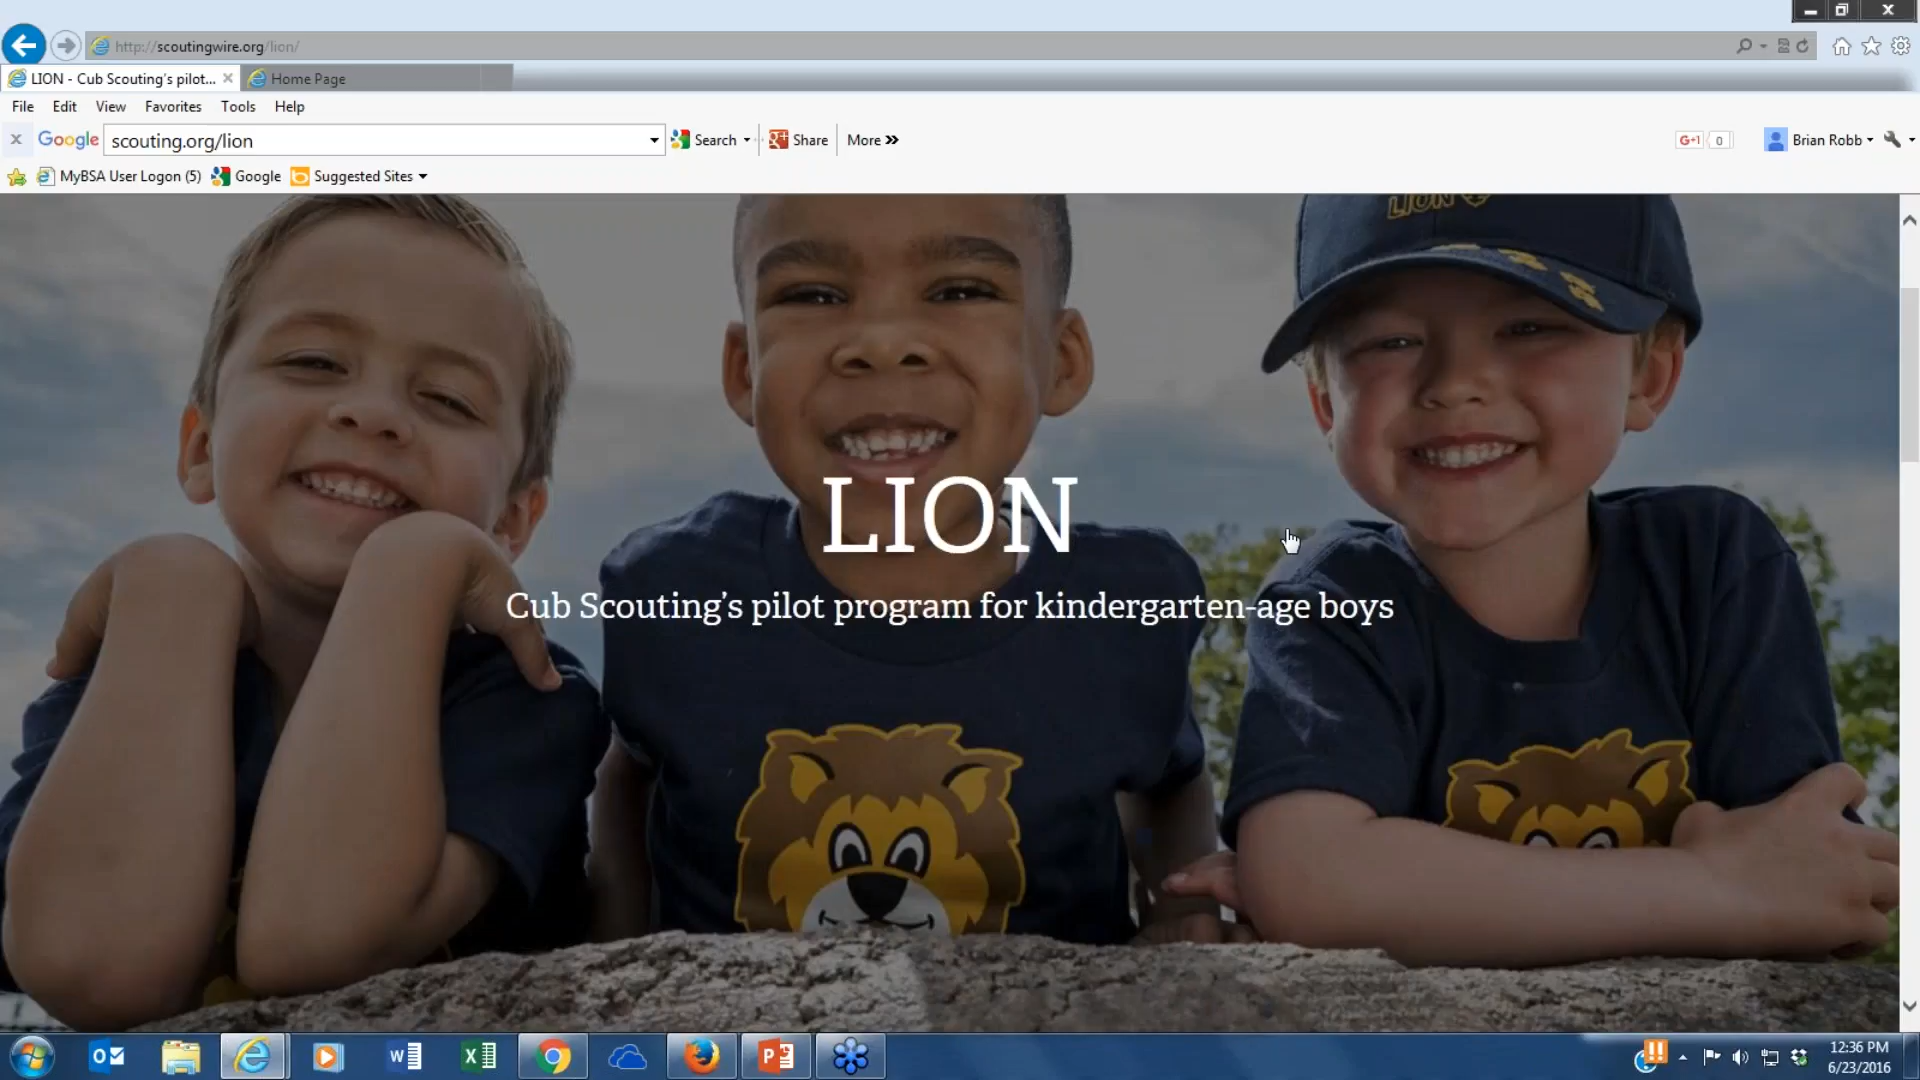 http://scoutingwire.org/lion/
LION - Cub Scouting's pilot...
Home Page
File Edit View Favorites Tools Help
x Google scouting.org/lion Search Share More » G+1 0 Brian Robb
MyBSA User Logon (5) Google Suggested Sites
LION
LION
Cub Scouting's pilot program for kindergarten-age boys
12:36 PM
6/23/2016